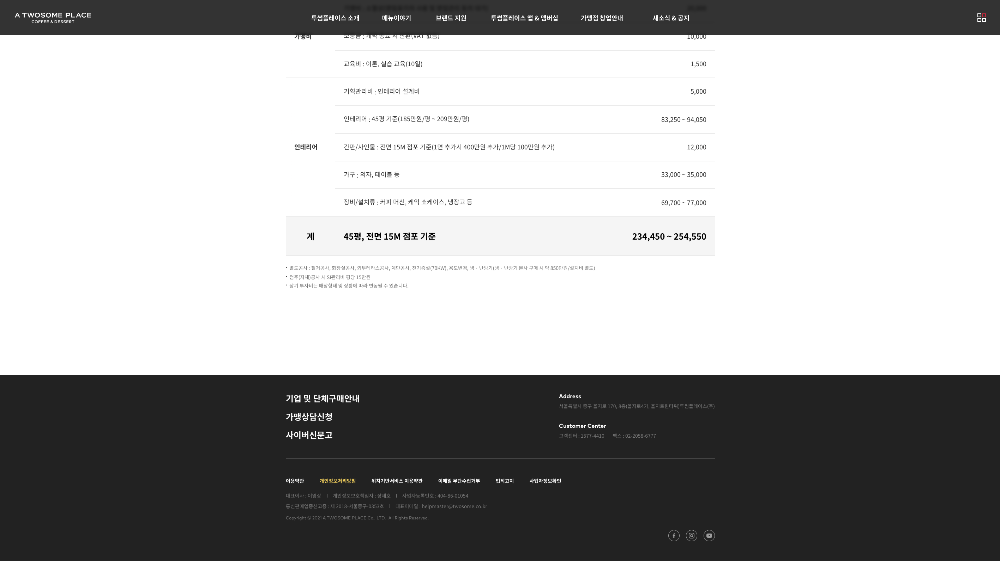 A TWOSOME PLACE
COFFEE & DESSERT
투썸플레이스 소개 메뉴이야기 브랜드 지원 투썸플레이스 앱 & 멤버십 가맹점 창업안내 새소식 & 공지
가맹비 보증금 : 계약 종료 시 반환(VAT 없음) 10,000
교육비 : 이론, 실습 교육(10일) 1,500
기획관리비 : 인테리어 설계비 5,000
인테리어 : 45평 기준(185만원/평 ~ 209만원/평) 83,250 ~ 94,050
인테리어 간판/사인물 : 전면 15M 점포 기준(1면 추가시 400만원 추가/1M당 100만원 추가) 12,000
가구 : 의자, 테이블 등 33,000 ~ 35,000
장비/설치류 : 커피 머신, 케익 쇼케이스, 냉장고 등 69,700 ~ 77,000
계 45평, 전면 15M 점포 기준 234,450 ~ 254,550
· 별도공사 : 철거공사, 화장실공사, 외부테라스공사, 계단공사, 전기증설(70KW), 용도변경, 냉 · 난방기(냉 · 난방기 본사 구매 시 약 850만원/설치비 별도)
· 점주(자체)공사 시 SI관리비 평당 15만원
· 상기 투자비는 매장형태 및 상황에 따라 변동될 수 있습니다.
기업 및 단체구매안내
가맹상담신청
사이버신문고
Address
서울특별시 중구 을지로 170, 8층(을지로4가, 을지트윈타워)투썸플레이스(주)
Customer Center
고객센터 : 1577-4410 팩스 : 02-2058-6777
이용약관 개인정보처리방침 위치기반서비스 이용약관 이메일 무단수집거부 법적고지 사업자정보확인
대표이사 : 이영상 | 개인정보보호책임자 : 장재호 | 사업자등록번호 : 404-86-01054
통신판매업종신고증 : 제 2018-서울중구-0353호 | 대표이메일 : helpmaster@twosome.co.kr
Copyright © 2021 A TWOSOME PLACE Co., LTD. All Rights Reserved.